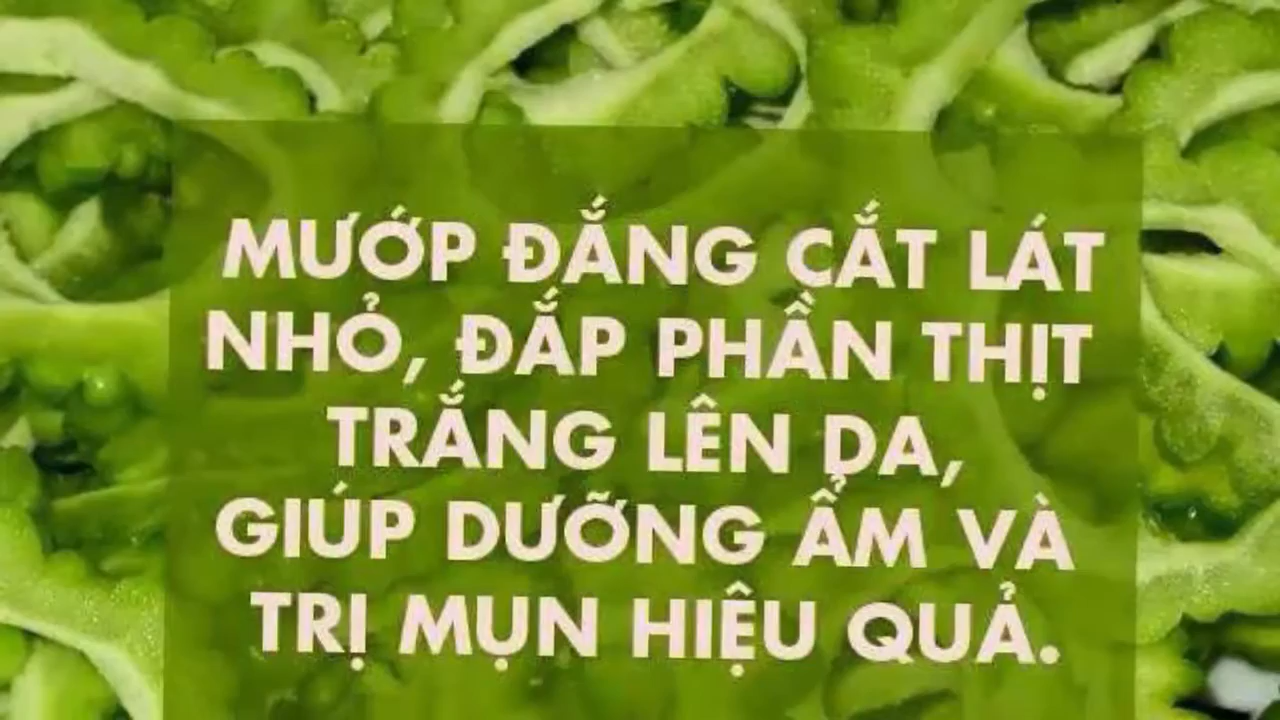 MƯỚP ĐẮNG CẮT LÁT
NHỎ, ĐẮP PHẦN THỊT
TRẮNG LÊN DA,
GIÚP DƯỠNG ẨM VÀ
TRỊ MỤN HIỆU QUẢ.